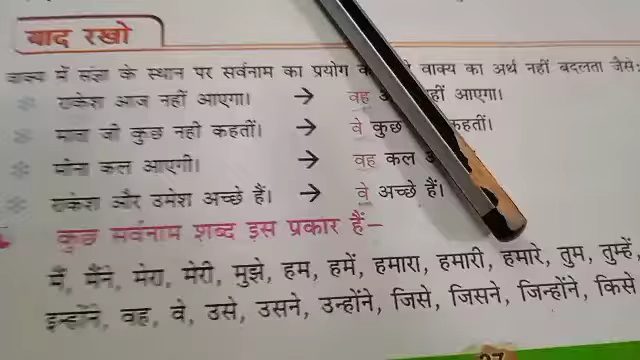 याद रखो
वाक्य में संज्ञा के स्थान पर सर्वनाम का प्रयोग वाक्य का अर्थ नहीं बदलता जैसे:
राकेश आज नहीं आएगा। → वह नहीं आएगा।
माता जी कुछ नहीं कहतीं। → वे कुछ कहतीं।
मीना कल आएगी। → वह कल
राकेश और उमेश अच्छे हैं। → वे अच्छे हैं।
कुछ सर्वनाम शब्द इस प्रकार हैं–
मैं, मैंने, मेरा, मेरी, मुझे, हम, हमें, हमारा, हमारी, हमारे, तुम, तुम्हें,
इन्होंने, वह, वे, उसे, उसने, उन्होंने, जिसे, जिसने, जिन्होंने, किसे